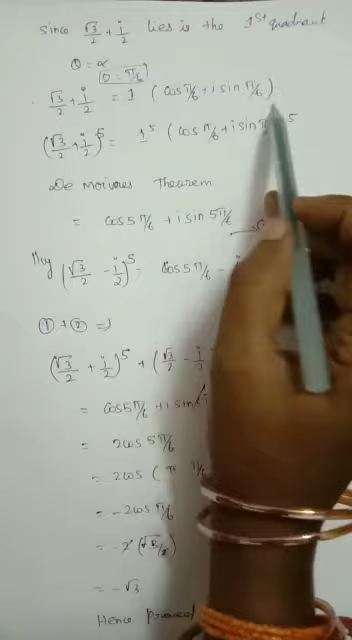 Since √3/2 + i/2 lies is the 1st quadrant
θ = α
θ = π/6
√3/2 + i/2 = 1 (cos π/6 + i sin π/6)
(√3/2 + i/2)^5 = 1^5 (cos π/6 + i sin 5
De moivres Theorem
= cos 5π/6 + i sin 5π/6
lly (√3/2 - i/2)^5 = cos 5π/6 -
① + ② ⇒
(√3/2 + i/2)^5 + (√3/2 - i/2
= cos 5π/6 + i sin
= 2cos 5π/6
= 2cos (
= -2cos π/6
= -2 (√3/2)
= -√3
Hence proved